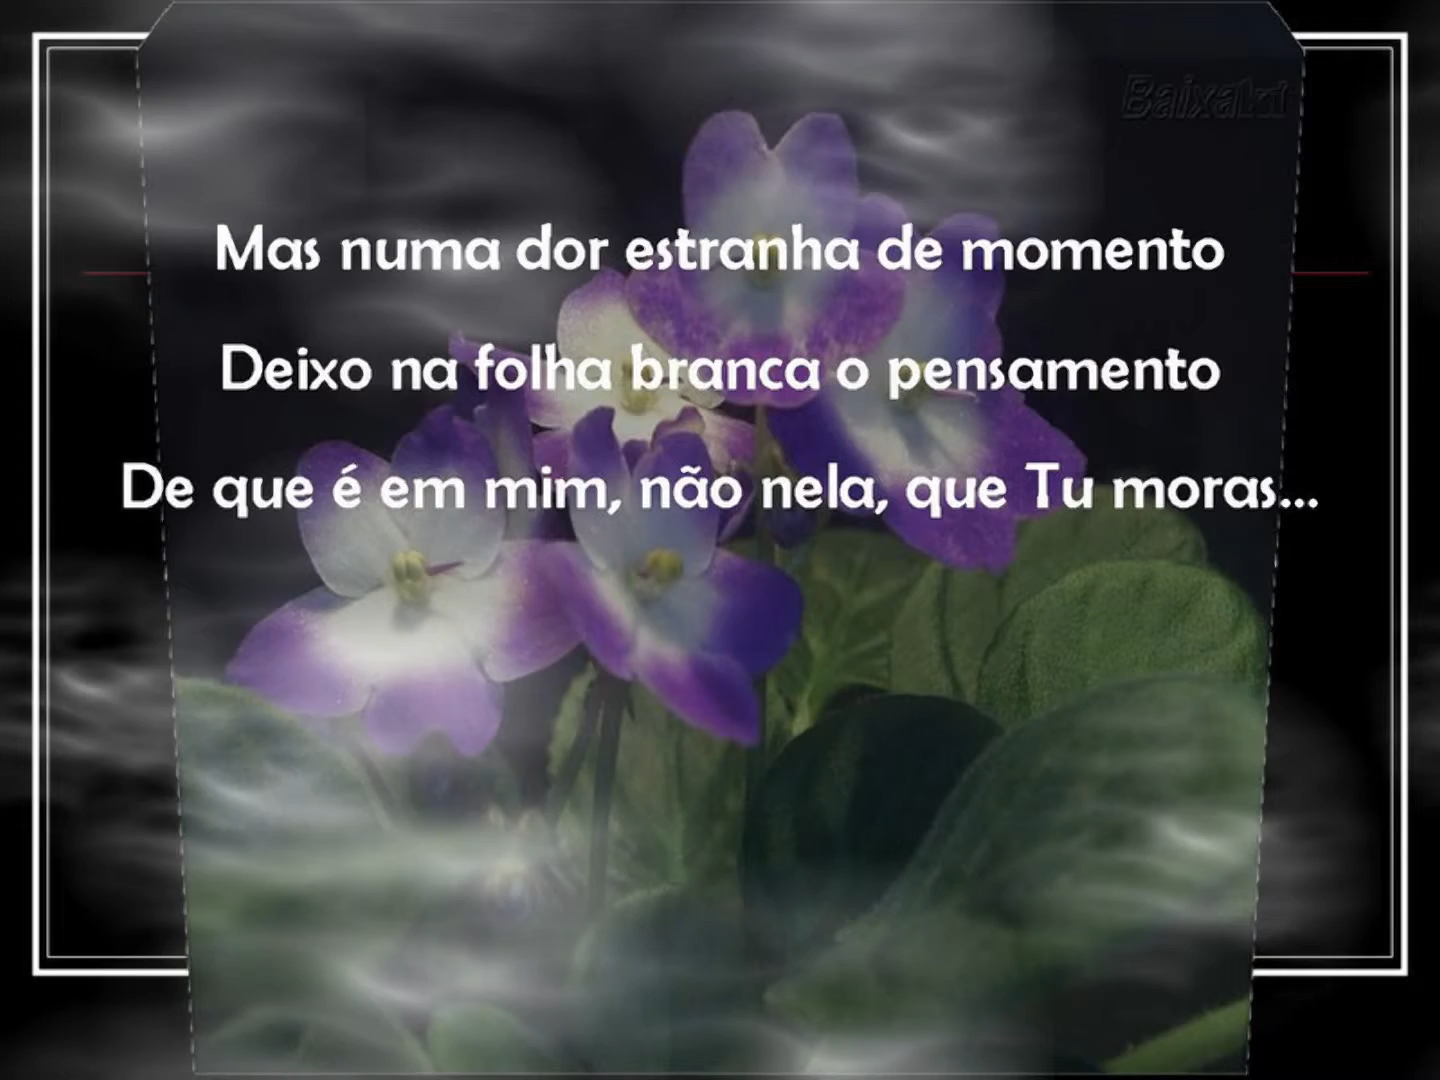 Baixaki
Mas numa dor estranha de momento
Deixo na folha branca o pensamento
De que é em mim, não nela, que Tu moras...